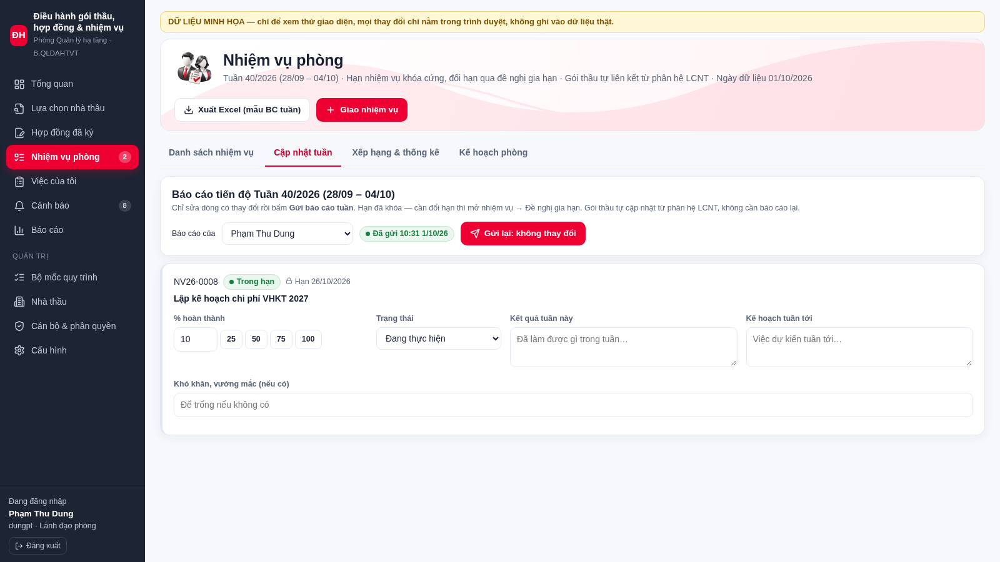 ĐH
Điều hành gói thầu,
hợp đồng & nhiệm vụ
Phòng Quản lý hạ tầng -
B.QLDAHTVT
Tổng quan
Lựa chọn nhà thầu
Hợp đồng đã ký
Nhiệm vụ phòng 2
Việc của tôi
Cảnh báo 8
Báo cáo
QUẢN TRỊ
Bộ mốc quy trình
Nhà thầu
Cán bộ & phân quyền
Cấu hình
Đang đăng nhập
Phạm Thu Dung
dungpt · Lãnh đạo phòng
Đăng xuất
DỮ LIỆU MINH HỌA — chỉ để xem thử giao diện, mọi thay đổi chỉ nằm trong trình duyệt, không ghi vào dữ liệu thật.
Nhiệm vụ phòng
Tuần 40/2026 (28/09 – 04/10) · Hạn nhiệm vụ khóa cứng, đổi hạn qua đề nghị gia hạn · Gói thầu tự liên kết từ phân hệ LCNT · Ngày dữ liệu 01/10/2026
Xuất Excel (mẫu BC tuần)
Giao nhiệm vụ
Danh sách nhiệm vụ
Cập nhật tuần
Xếp hạng & thống kê
Kế hoạch phòng
Báo cáo tiến độ Tuần 40/2026 (28/09 – 04/10)
Chỉ sửa dòng có thay đổi rồi bấm Gửi báo cáo tuần. Hạn đã khóa — cần đổi hạn thì mở nhiệm vụ → Đề nghị gia hạn. Gói thầu tự cập nhật từ phân hệ LCNT, không cần báo cáo lại.
Báo cáo của Phạm Thu Dung Đã gửi 10:31 1/10/26 Gửi lại: không thay đổi
NV26-0008 Trong hạn Hạn 26/10/2026
Lập kế hoạch chi phí VHKT 2027
% hoàn thành Trạng thái Kết quả tuần này Kế hoạch tuần tới
10 25 50 75 100 Đang thực hiện Đã làm được gì trong tuần… Việc dự kiến tuần tới…
Khó khăn, vướng mắc (nếu có)
Để trống nếu không có